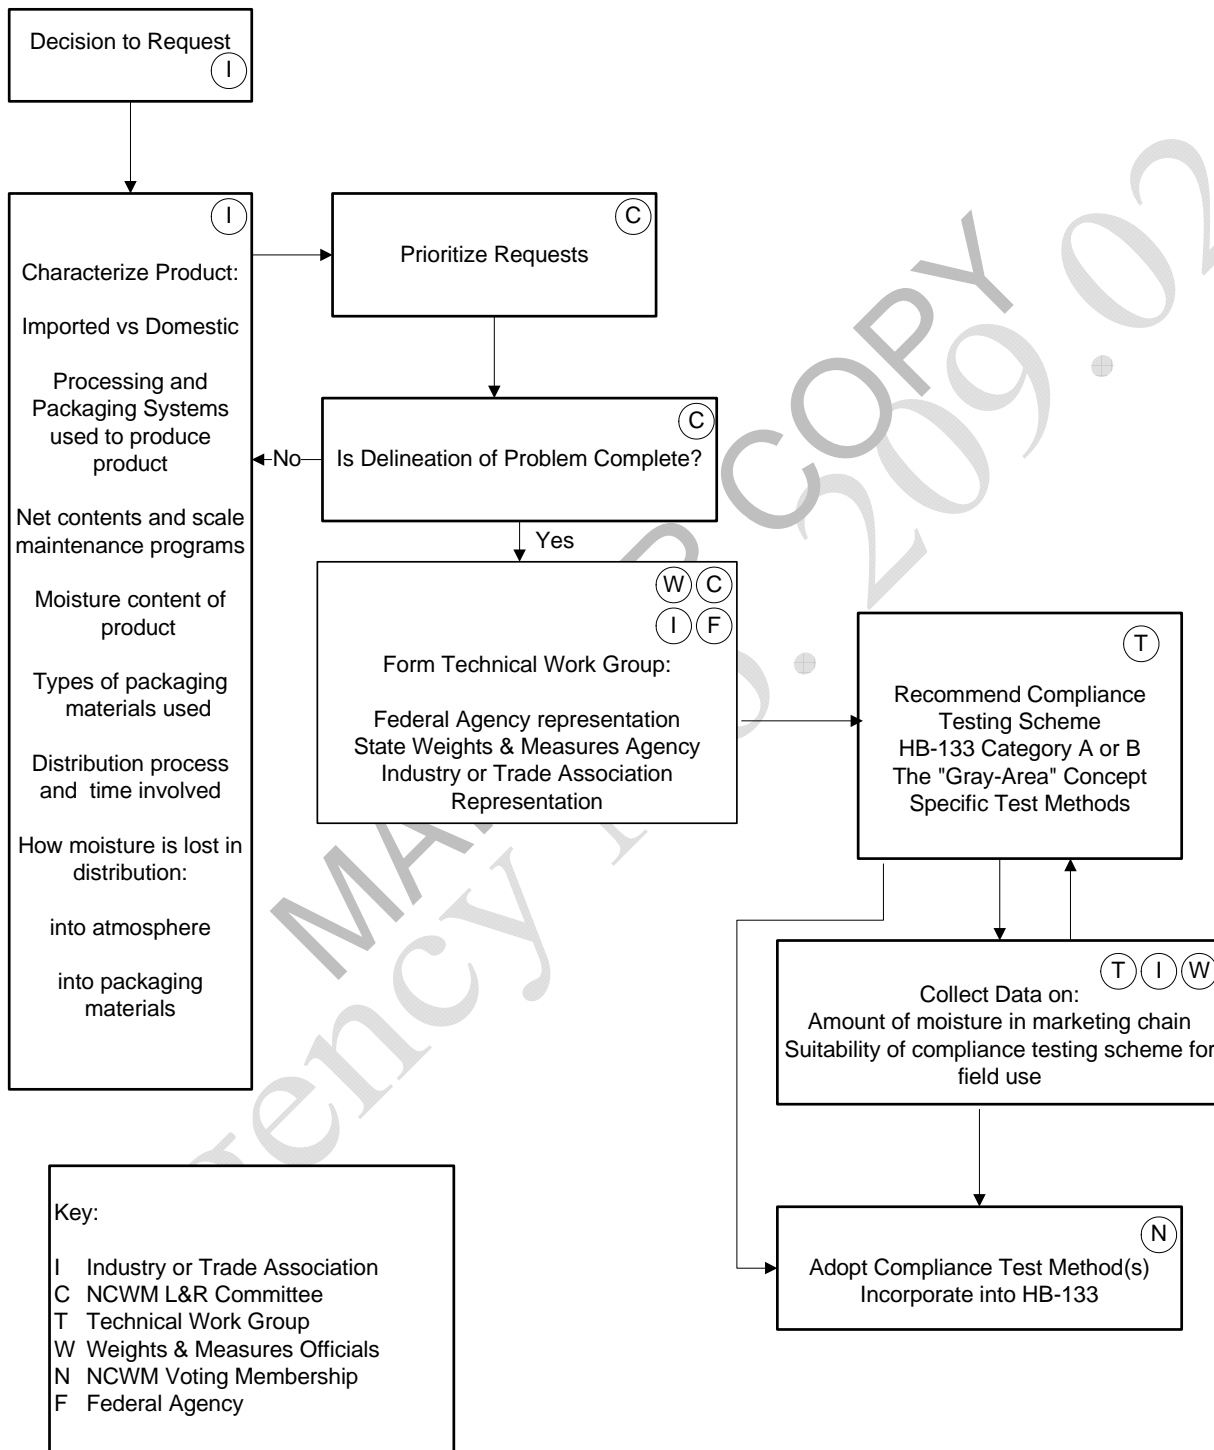 Decision to Request
I
I
Characterize Product:
Imported vs Domestic
Processing and
Packaging Systems
used to produce
product
Net contents and scale
maintenance programs
Moisture content of
product
Types of packaging
materials used
Distribution process
and time involved
How moisture is lost in
distribution:
into atmosphere
into packaging
materials
C
Prioritize Requests
C
Is Delineation of Problem Complete?
No
Yes
W C
I F
Form Technical Work Group:
Federal Agency representation
State Weights & Measures Agency
Industry or Trade Association
Representation
T
Recommend Compliance
Testing Scheme
HB-133 Category A or B
The "Gray-Area" Concept
Specific Test Methods
T I W
Collect Data on:
Amount of moisture in marketing chain
Suitability of compliance testing scheme for
field use
N
Adopt Compliance Test Method(s)
Incorporate into HB-133
Key:
I Industry or Trade Association
C NCWM L&R Committee
T Technical Work Group
W Weights & Measures Officials
N NCWM Voting Membership
F Federal Agency
COPY
209.02